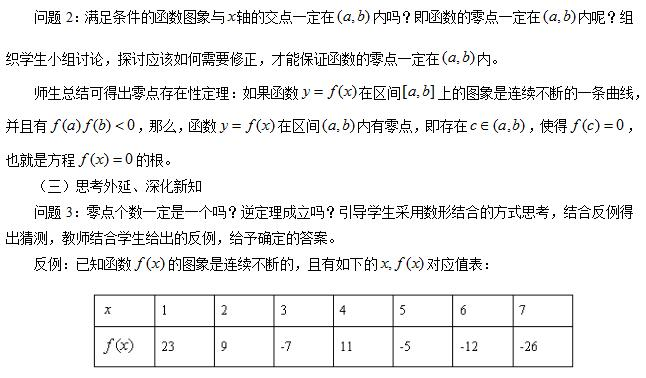 问题2：满足条件的函数图象与x轴的交点一定在(a,b)内吗？即函数的零点一定在(a,b)内呢？组
织学生小组讨论，探讨应该如何需要修正，才能保证函数的零点一定在(a,b)内。
师生总结可得出零点存在性定理：如果函数y=f(x)在区间[a,b]上的图象是连续不断的一条曲线，
并且有f(a)f(b)<0，那么，函数y=f(x)在区间(a,b)内有零点，即存在c∈(a,b)，使得f(c)=0，
也就是方程f(x)=0的根。
（三）思考外延、深化新知
问题3：零点个数一定是一个吗？逆定理成立吗？引导学生采用数形结合的方式思考，结合反例得
出猜测，教师结合学生给出的反例，给予确定的答案。
反例：已知函数f(x)的图象是连续不断的，且有如下的x,f(x)对应值表：
x 1 2 3 4 5 6 7
f(x) 23 9 -7 11 -5 -12 -26